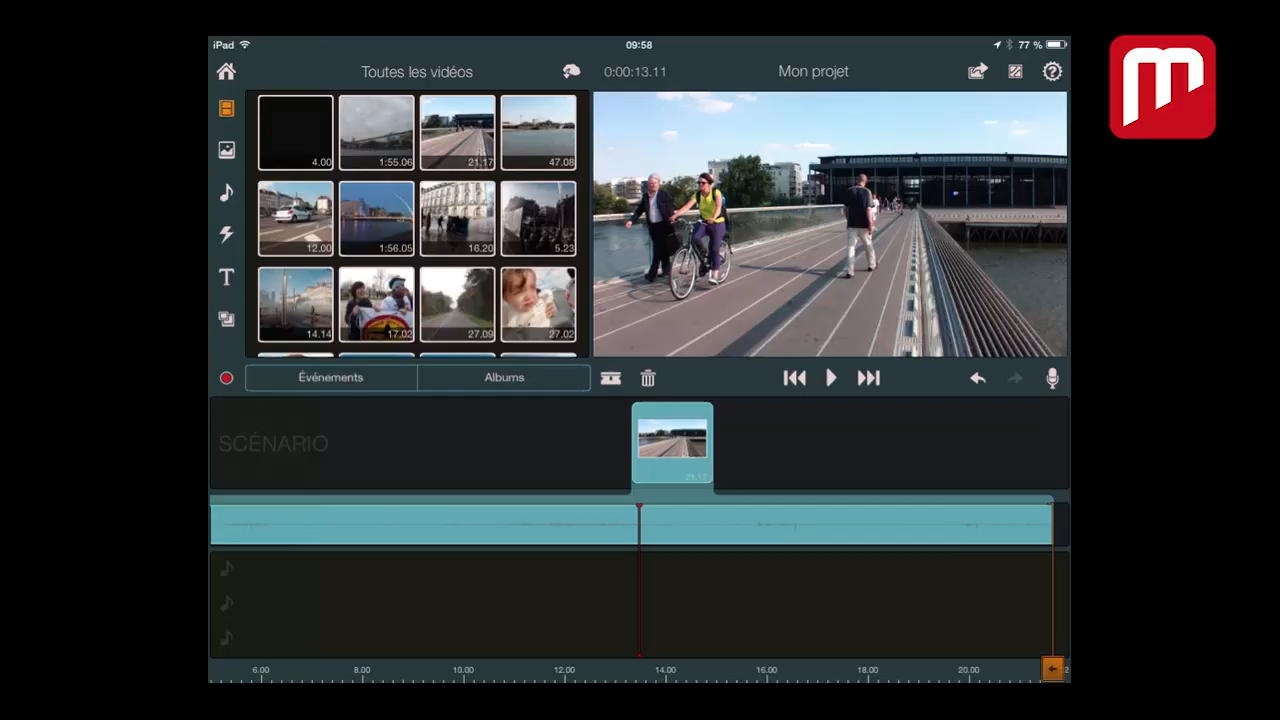 iPad 09:58 77 %
Toutes les vidéos 0:00:13.11 Mon projet
4.00 1:55.06 21.17 47.08
12.00 1:56.05 16.20 5.23
14.14 17.02 27.09 27.02
Événements Albums
SCÉNARIO
21.17
6.00 8.00 10.00 12.00 14.00 16.00 18.00 20.00